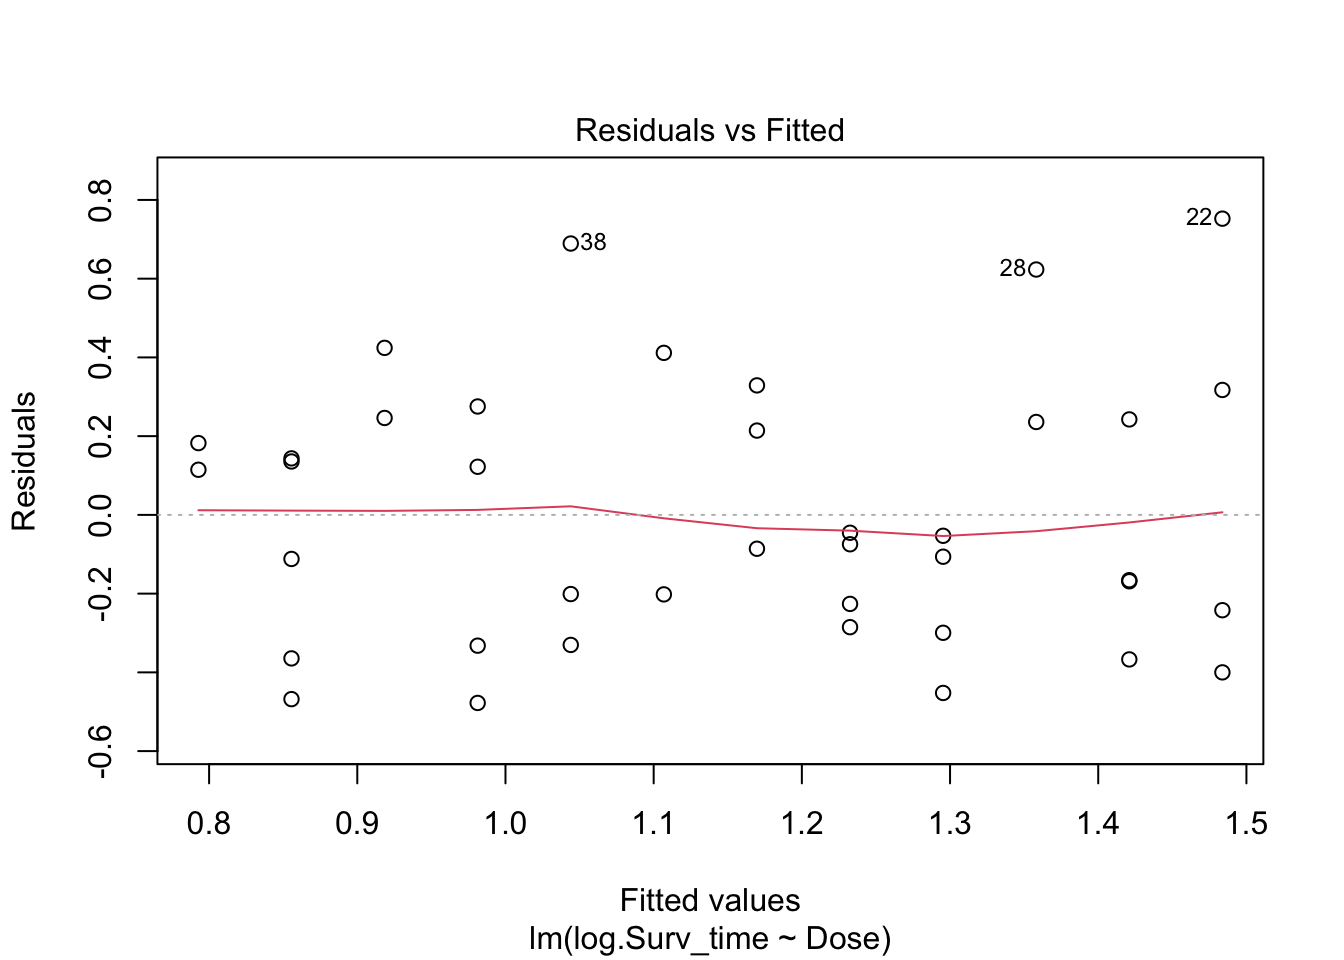 Residuals vs Fitted
0.8
0.6
0.4
0.2
0.0
-0.2
-0.6
Residuals
38
28
22
0.8 0.9 1.0 1.1 1.2 1.3 1.4 1.5
Fitted values
lm(log.Surv_time ~ Dose)